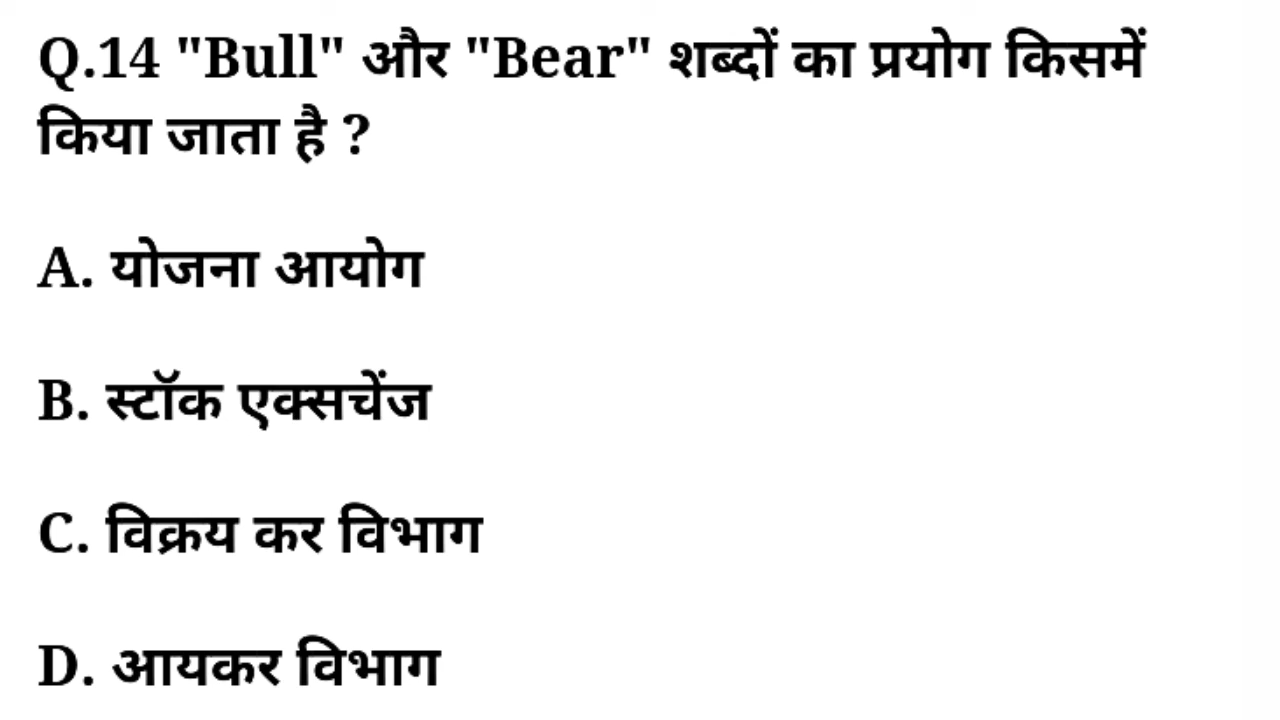 Q.14 "Bull" और "Bear" शब्दों का प्रयोग किसमें
किया जाता है ?
A. योजना आयोग
B. स्टॉक एक्सचेंज
C. विक्रय कर विभाग
D. आयकर विभाग